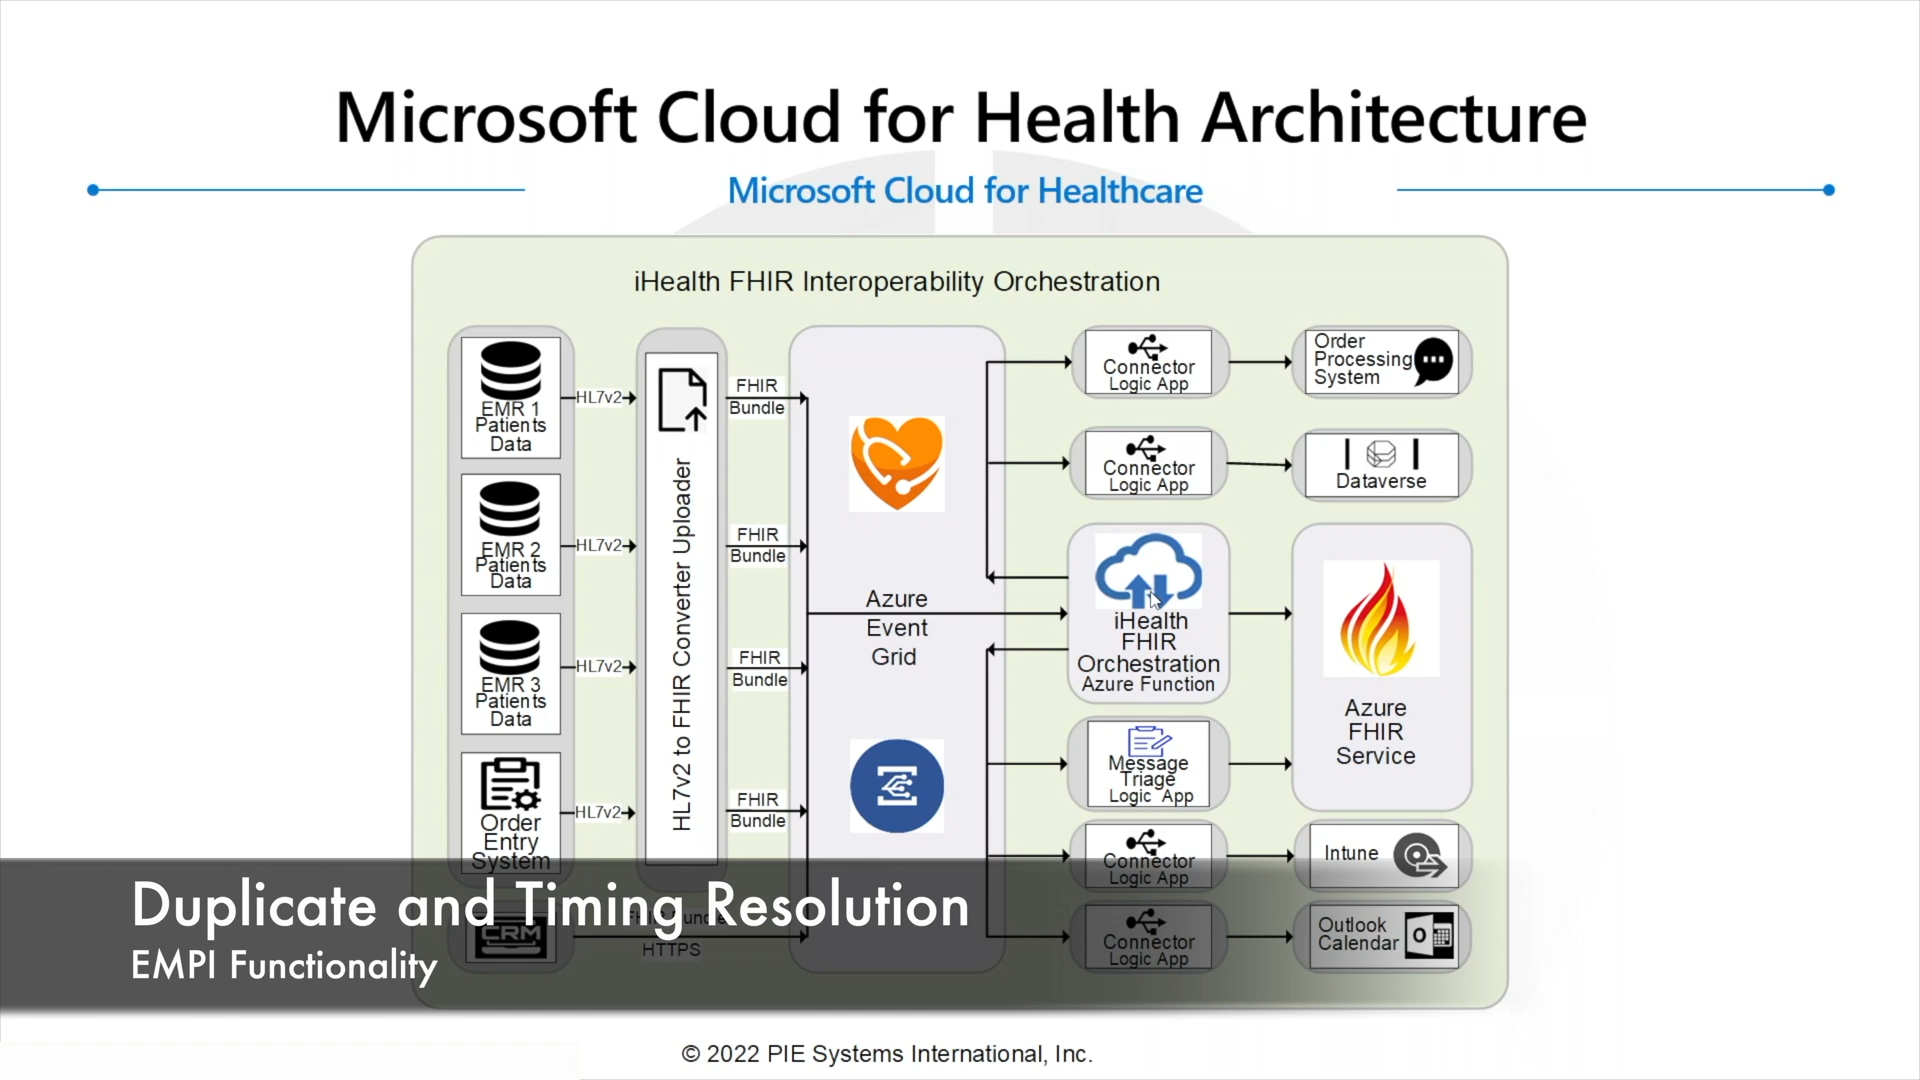 Microsoft Cloud for Health Architecture
Microsoft Cloud for Healthcare
iHealth FHIR Interoperability Orchestration
EMR 1
Patients
Data
HL7v2
EMR 2
Patients
Data
HL7v2
EMR 3
Patients
Data
HL7v2
Order
Entry
System
HL7v2
CRM
HTTPS
HL7v2 to FHIR Converter Uploader
FHIR
Bundle
FHIR
Bundle
FHIR
Bundle
FHIR
Bundle
Azure
Event
Grid
Connector
Logic App
Order
Processing
System
Connector
Logic App
Dataverse
iHealth
FHIR
Orchestration
Azure Function
Azure
FHIR
Service
Message
Triage
Logic App
Connector
Logic App
Intune
Connector
Logic App
Outlook
Calendar
Duplicate and Timing Resolution
EMPI Functionality
© 2022 PIE Systems International, Inc.